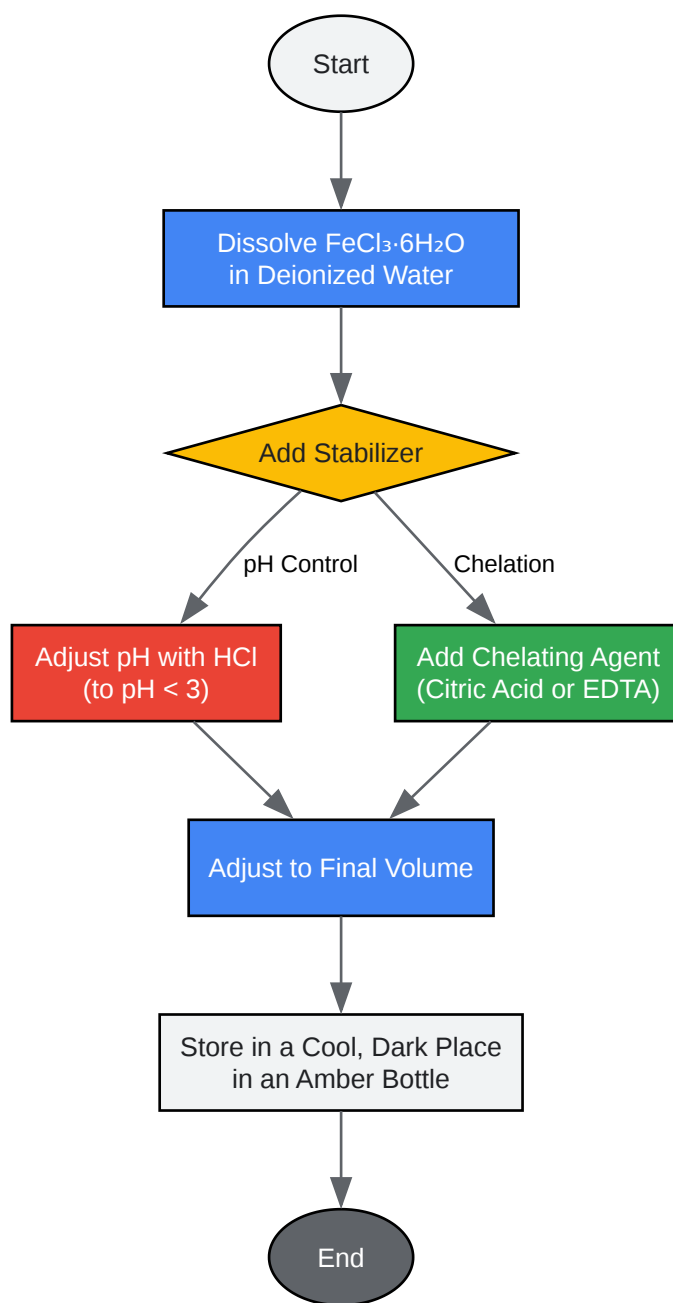 Start
Dissolve FeCl₃·6H₂O
in Deionized Water
Add Stabilizer
pH Control
Chelation
Adjust pH with HCl
(to pH < 3)
Add Chelating Agent
(Citric Acid or EDTA)
Adjust to Final Volume
Store in a Cool, Dark Place
in an Amber Bottle
End